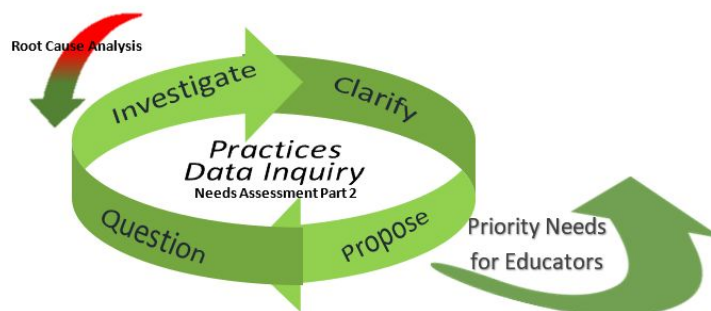 Root Cause Analysis
Investigate
Clarify
Practices
Data Inquiry
Needs Assessment Part 2
Question
Propose
Priority Needs
for Educators